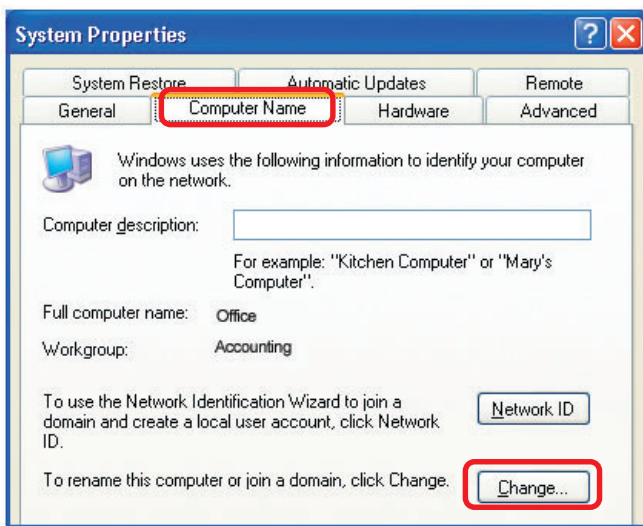 System Properties
System Restore Automatic Updates Remote
General Computer Name Hardware Advanced
Windows uses the following information to identify your computer
on the network.
Computer description:
For example: "Kitchen Computer" or "Mary's
Computer".
Full computer name: Office
Workgroup: Accounting
To use the Network Identification Wizard to join a
domain and create a local user account, click Network
ID.
Network ID
To rename this computer or join a domain, click Change.
Change...